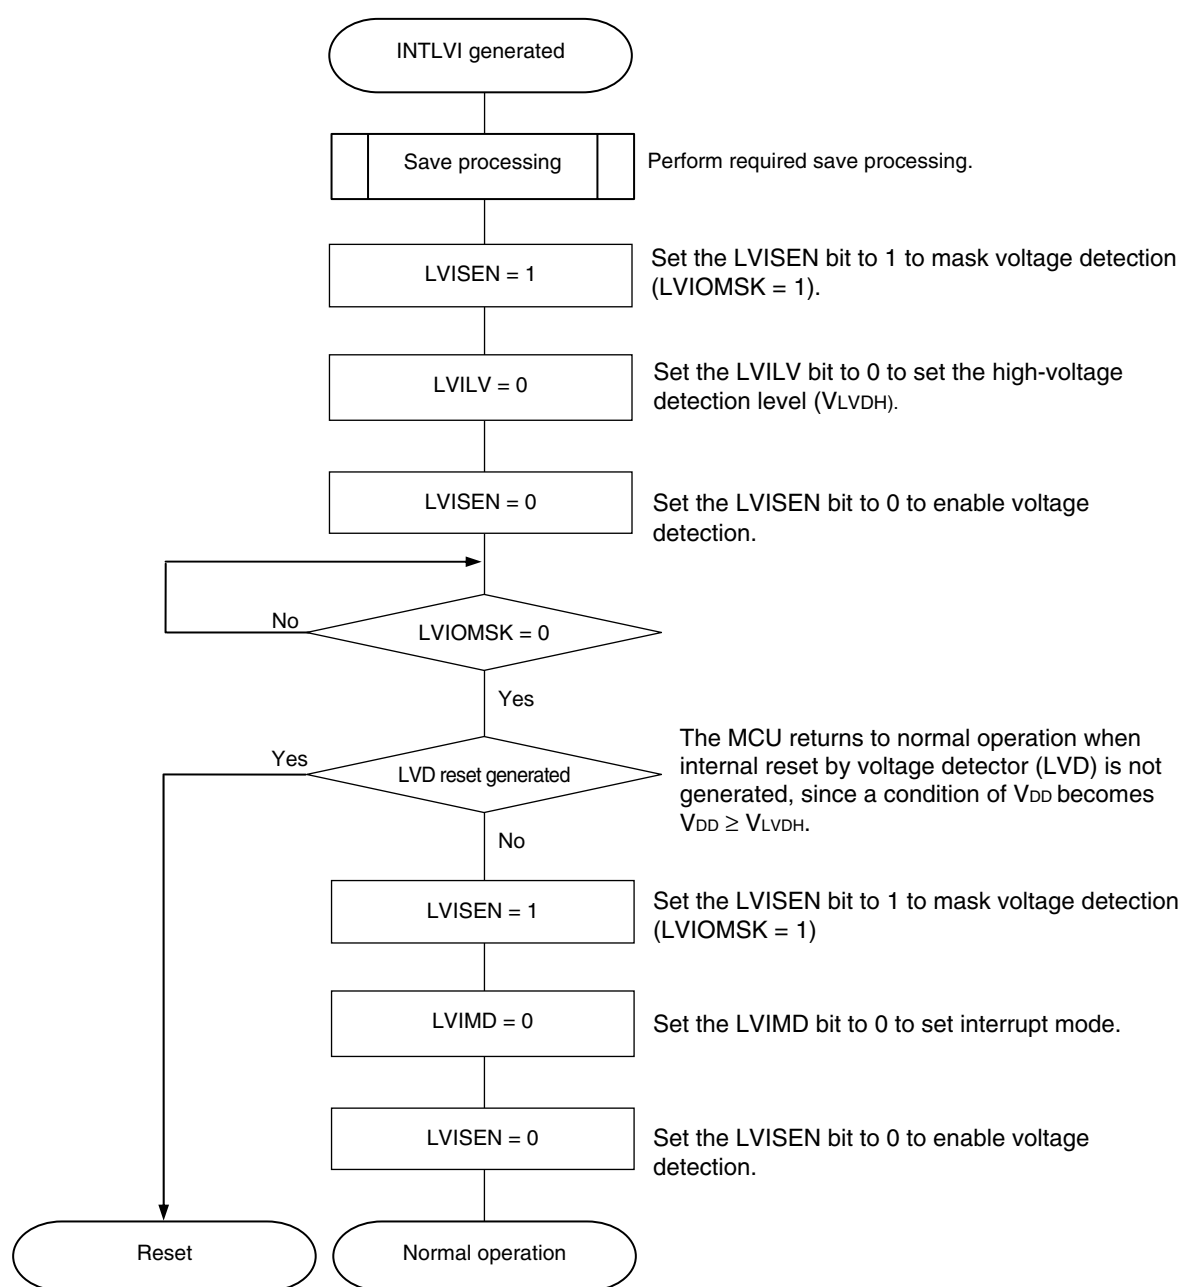 INTLVI generated
Save processing
Perform required save processing.
LVISEN = 1
Set the LVISEN bit to 1 to mask voltage detection
(LVIOMSK = 1).
LVILV = 0
Set the LVILV bit to 0 to set the high-voltage
detection level (VLVDH).
LVISEN = 0
Set the LVISEN bit to 0 to enable voltage
detection.
No
LVIOMSK = 0
Yes
Yes
LVD reset generated
The MCU returns to normal operation when
internal reset by voltage detector (LVD) is not
generated, since a condition of VDD becomes
VDD ≥ VLVDH.
No
LVISEN = 1
Set the LVISEN bit to 1 to mask voltage detection
(LVIOMSK = 1)
LVIMD = 0
Set the LVIMD bit to 0 to set interrupt mode.
LVISEN = 0
Set the LVISEN bit to 0 to enable voltage
detection.
Reset
Normal operation